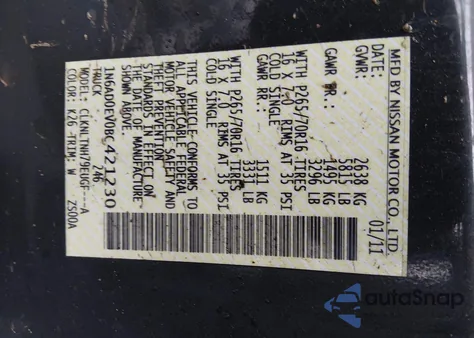 MFD BY NISSAN MOTOR CO., LTD
DATE: 01/11
GVWR: 2638 KG
5815 LB
GAWR FR.: 1495 KG
3296 LB
WITH P265/70R16 TIRES
16 X 7.0 RIMS AT 35 PSI
COLD SINGLE
GAWR RR.: 1511 KG
3331 LB
WITH P265/70R16 TIRES
16 X RIMS AT 35 PSI
COLD SINGLE
THIS VEHICLE CONFORMS TO
ALL APPLICABLE FEDERAL
MOTOR VEHICLE SAFETY AND
THEFT PREVENTION
STANDARDS IN EFFECT ON
THE DATE OF MANUFACTURE
SHOWN ABOVE.
1N6AD0EV0BC421230
TRUCK
MODEL:
COLOR: K26 TRIM: W 2S00A
autoSnap